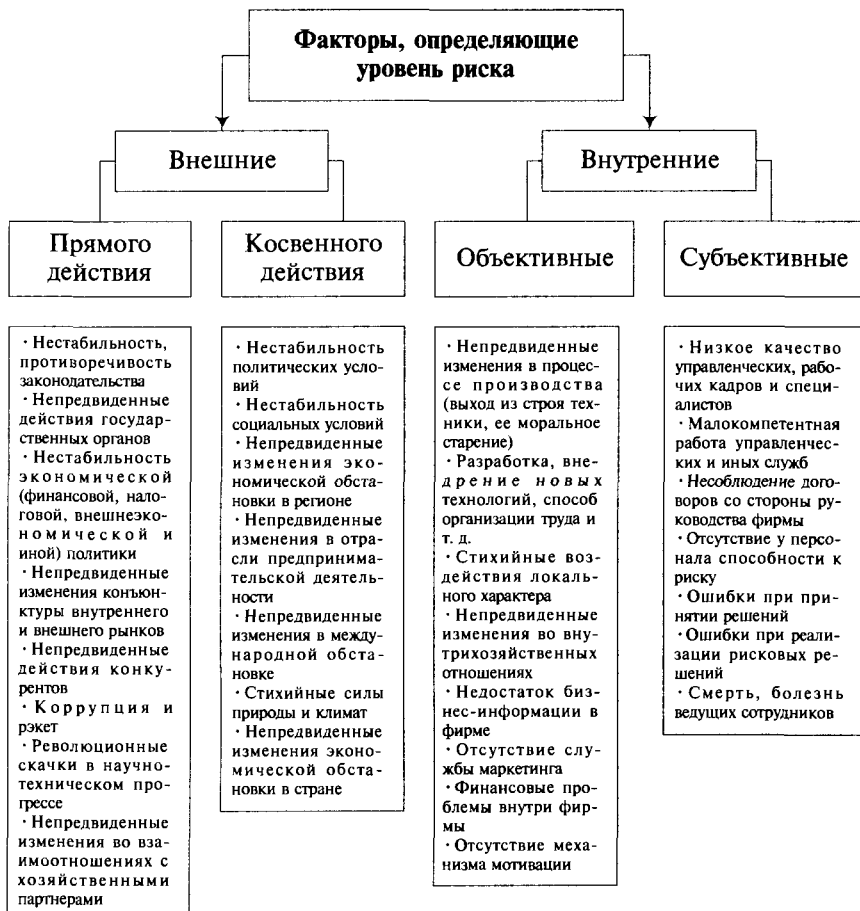 Факторы, определяющие
уровень риска
Внешние
Внутренние
Прямого
действия
Косвенного
действия
Объективные
Субъективные
· Нестабильность,
противоречивость
законодательства
· Непредвиденные
действия государ-
ственных органов
· Нестабильность
экономической
(финансовой, нало-
говой, внешнеэко-
номической и
иной) политики
· Непредвиденные
изменения конъюн-
ктуры внутреннего
и внешнего рынков
· Непредвиденные
действия конку-
рентов
· Коррупция и
рэкет
· Революционные
скачки в научно-
техническом про-
грессе
· Непредвиденные
изменения во вза-
имоотношениях с
хозяйственными
партнерами
· Нестабильность
политических усло-
вий
· Нестабильность
социальных условий
· Непредвиденные
изменения эко-
номической обста-
новки в регионе
· Непредвиденные
изменения в отра-
сли предпринима-
тельской деятель-
ности
· Непредвиденные
изменения в между-
народной обста-
новке
· Стихийные силы
природы и климат
· Непредвиденные
изменения эконо-
мической обста-
новки в стране
· Непредвиденные
изменения в процес-
се производства
(выход из строя тех-
ники, ее моральное
старение)
· Разработка, вне-
дрение новых
технологий, способ
организации труда и
т. д.
· Стихийные воз-
действия локаль-
ного характера
· Непредвиденные
изменения во вну-
трихозяйственных
отношениях
· Недостаток биз-
нес-информации в
фирме
· Отсутствие слу-
жбы маркетинга
· Финансовые про-
блемы внутри фир-
мы
· Отсутствие меха-
низма мотивации
· Низкое качество
управленческих, рабо-
чих кадров и специ-
алистов
· Малокомпетентная
работа управленчес-
ких и иных служб
· Несоблюдение дого-
воров со стороны ру-
ководства фирмы
· Отсутствие у персо-
нала способности к
риску
· Ошибки при при-
нятии решений
· Ошибки при реали-
зации рисковых ре-
шений
· Смерть, болезнь
ведущих сотрудников